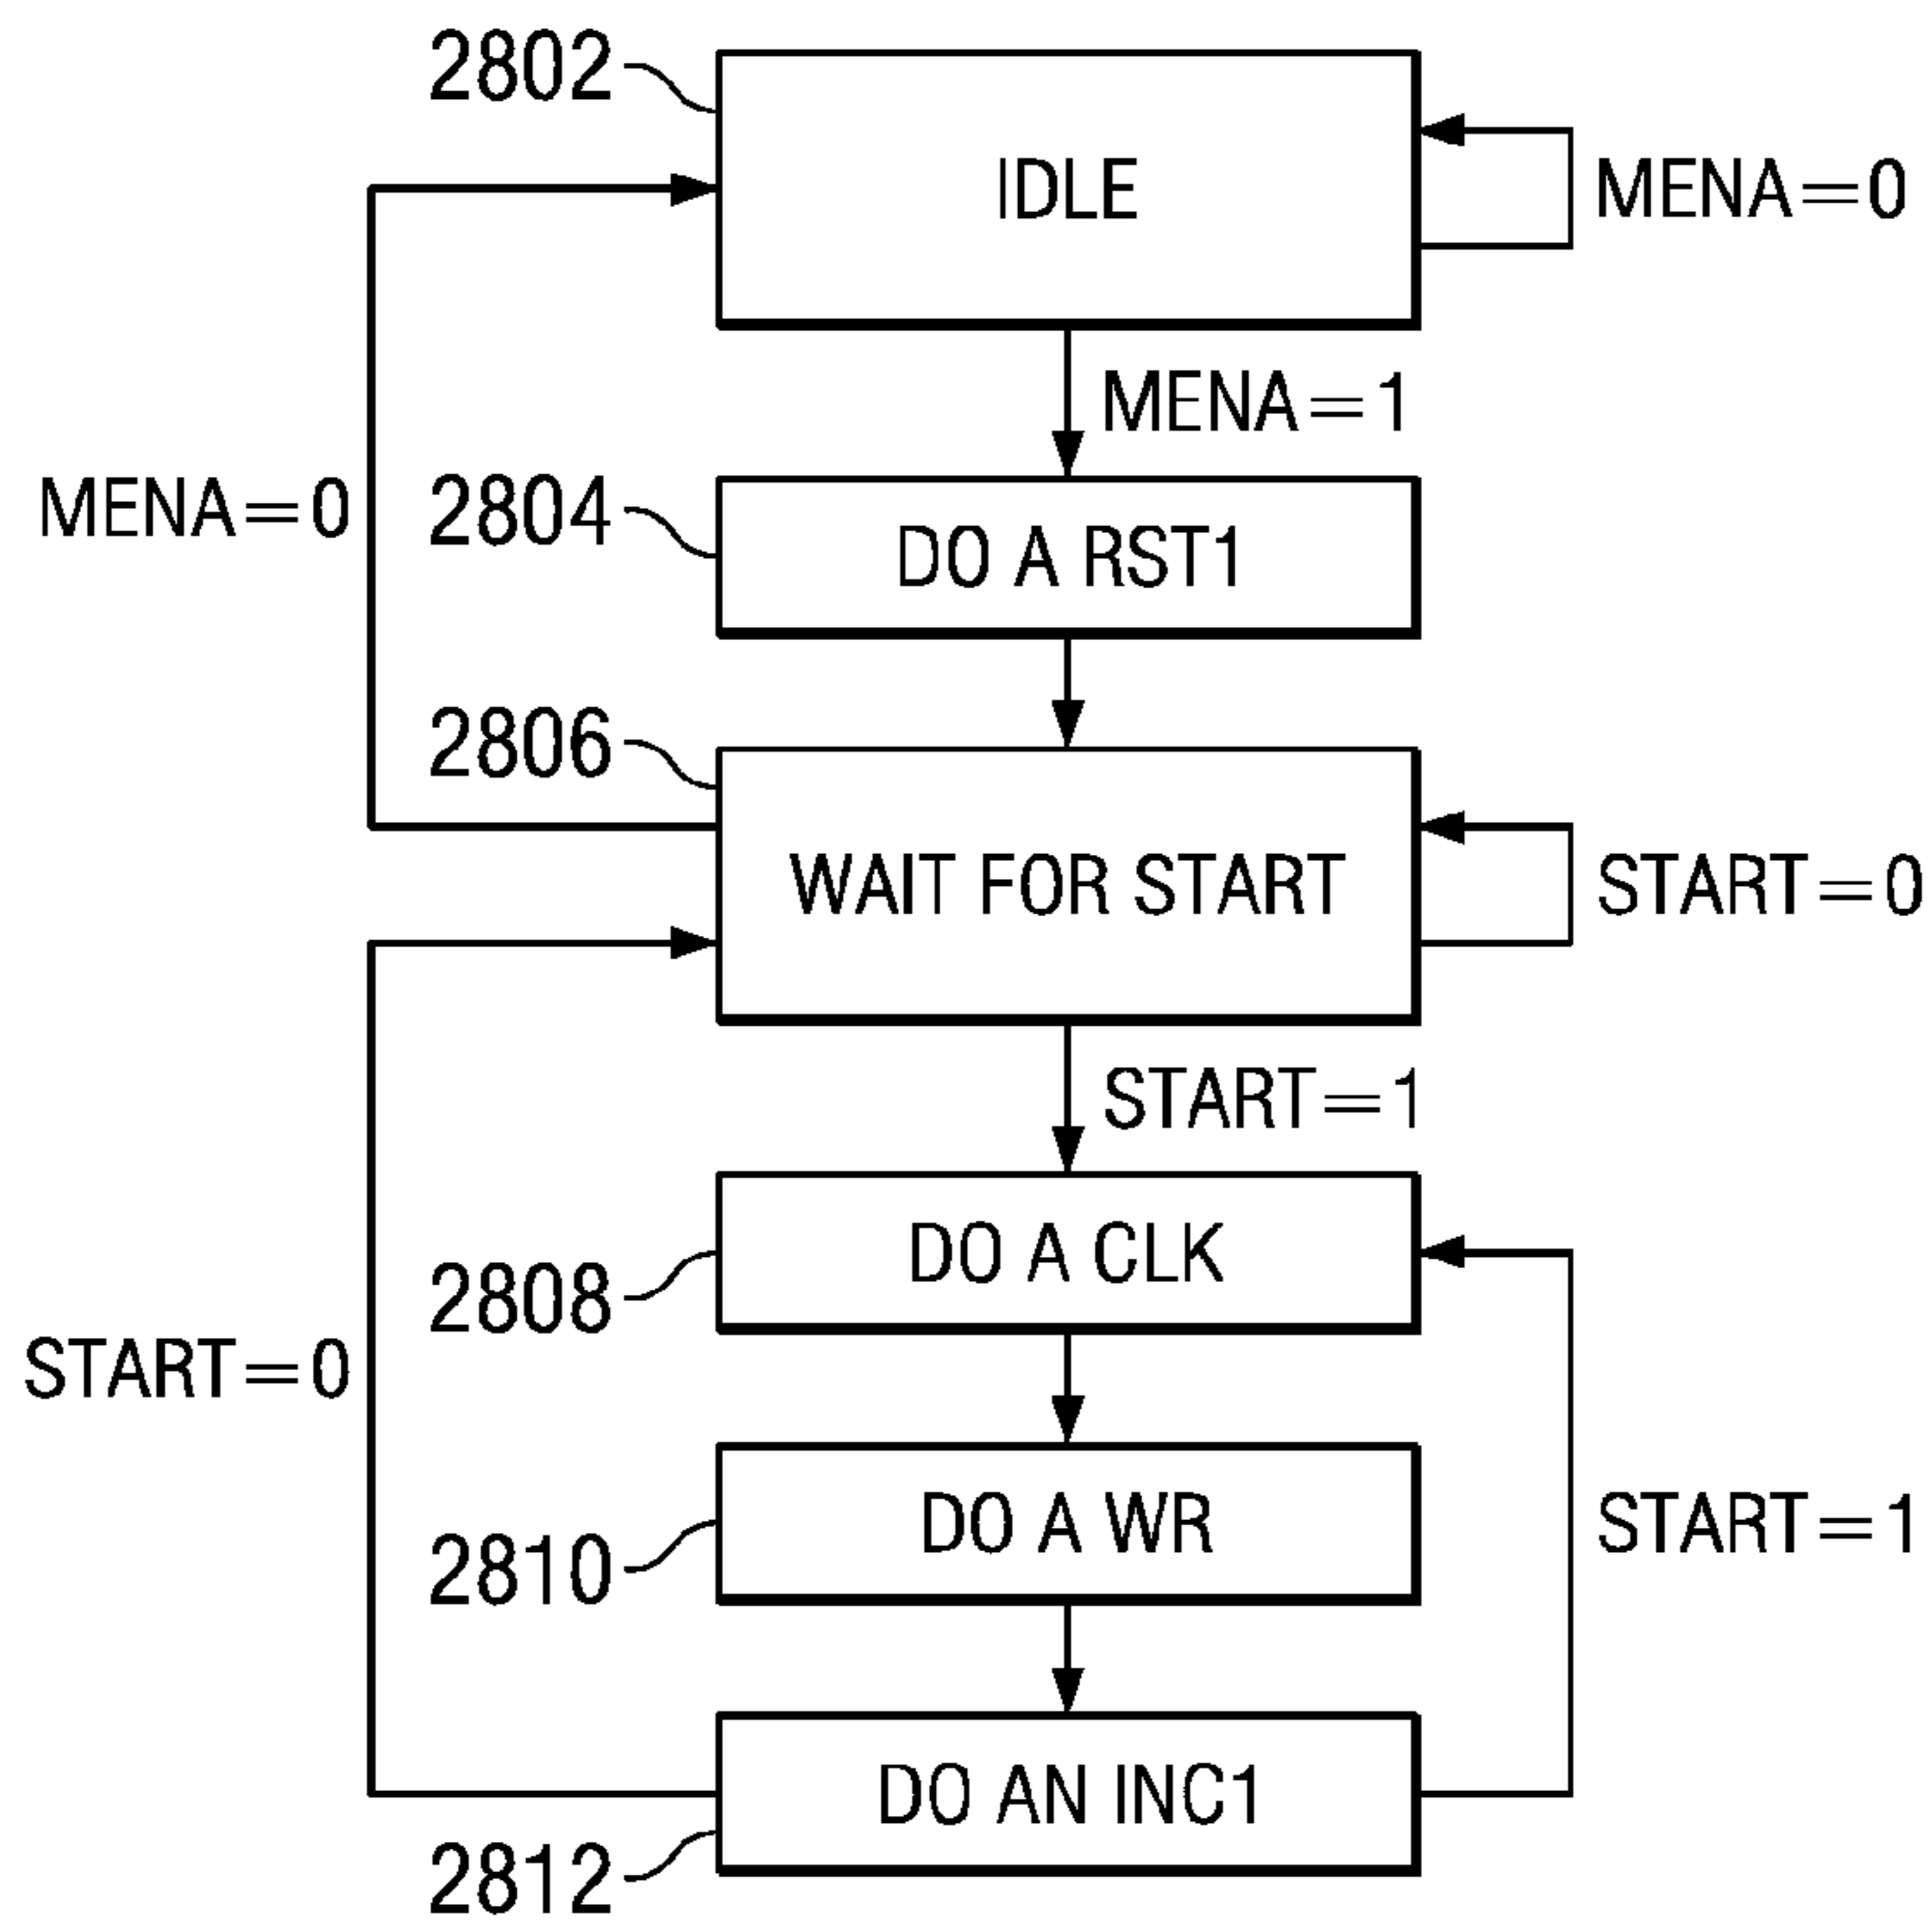 2802
IDLE
MENA=0
MENA=1
MENA=0
2804
DO A RST1
2806
WAIT FOR START
START=0
START=1
DO A CLK
2808
START=0
DO A WR
START=1
2810
DO AN INC1
2812